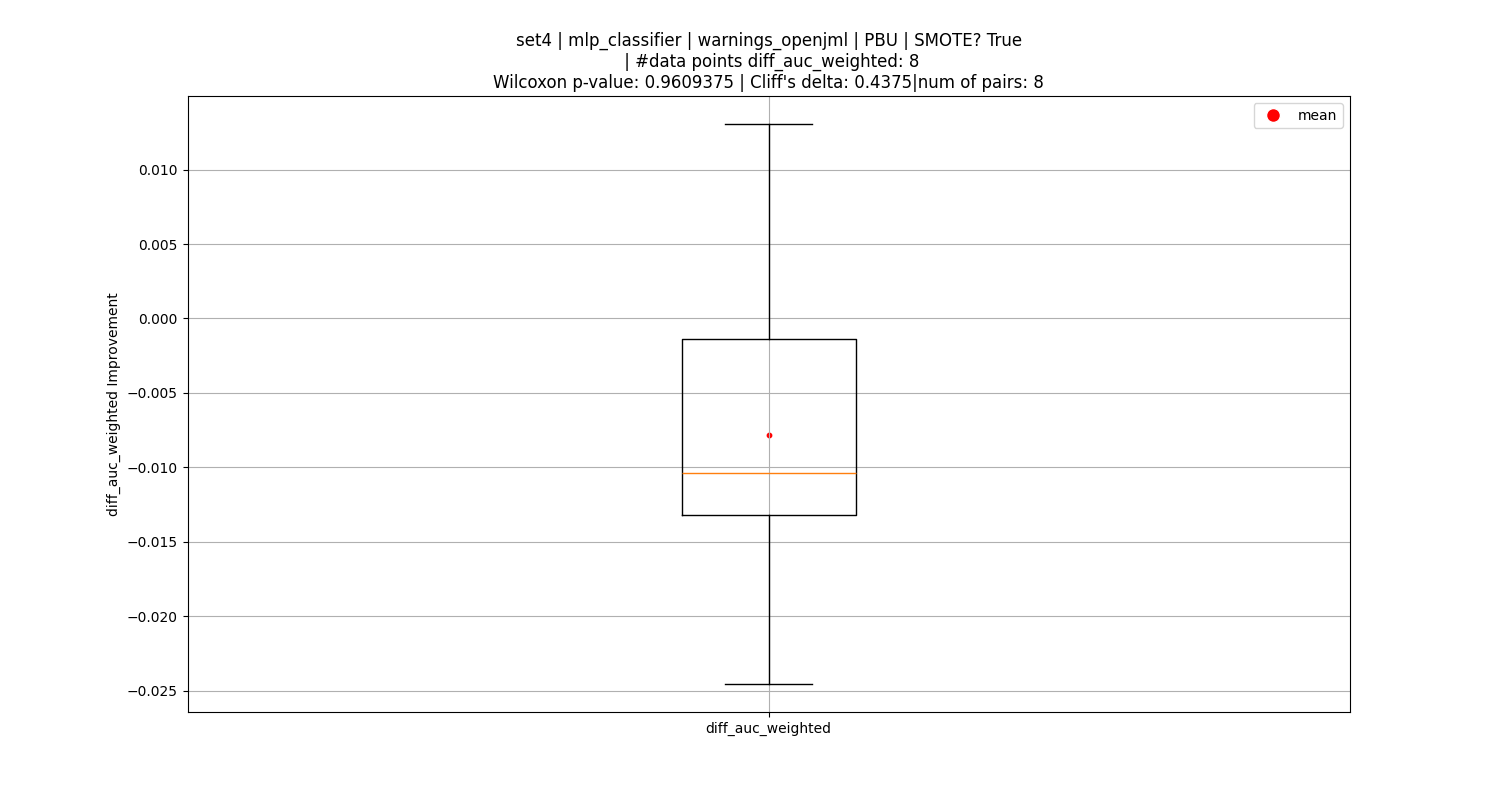 set4 | mlp_classifier | warnings_openjml | PBU | SMOTE? True
| #data points diff_auc_weighted: 8
Wilcoxon p-value: 0.9609375 | Cliff's delta: 0.4375|num of pairs: 8
mean
0.010
0.005
0.000
−0.005
−0.010
−0.015
−0.020
−0.025
diff_auc_weighted Improvement
diff_auc_weighted